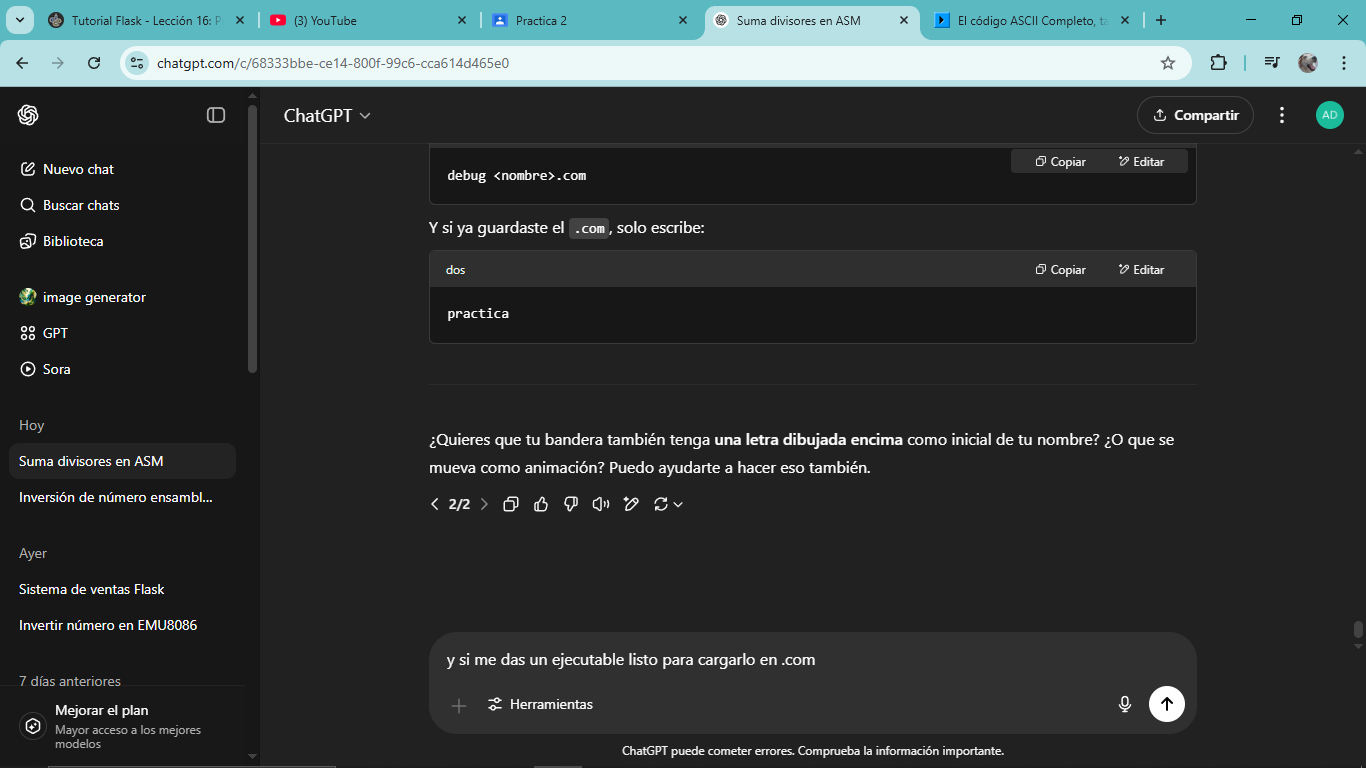 Tutorial Flask - Lección 16: P
(3) YouTube
Practica 2
Suma divisores en ASM
El código ASCII Completo, ta
chatgpt.com/c/68333bbe-ce14-800f-99c6-cca614d465e0
ChatGPT
Compartir
AD
Nuevo chat
Buscar chats
Biblioteca
image generator
GPT
Sora
Hoy
Suma divisores en ASM
Inversión de número ensambl...
Ayer
Sistema de ventas Flask
Invertir número en EMU8086
7 días anteriores
Mejorar el plan
Mayor acceso a los mejores
modelos
Copiar Editar
debug <nombre>.com
Y si ya guardaste el .com, solo escribe:
dos Copiar Editar
practica
¿Quieres que tu bandera también tenga una letra dibujada encima como inicial de tu nombre? ¿O que se
mueva como animación? Puedo ayudarte a hacer eso también.
2/2
y si me das un ejecutable listo para cargarlo en .com
Herramientas
ChatGPT puede cometer errores. Comprueba la información importante.